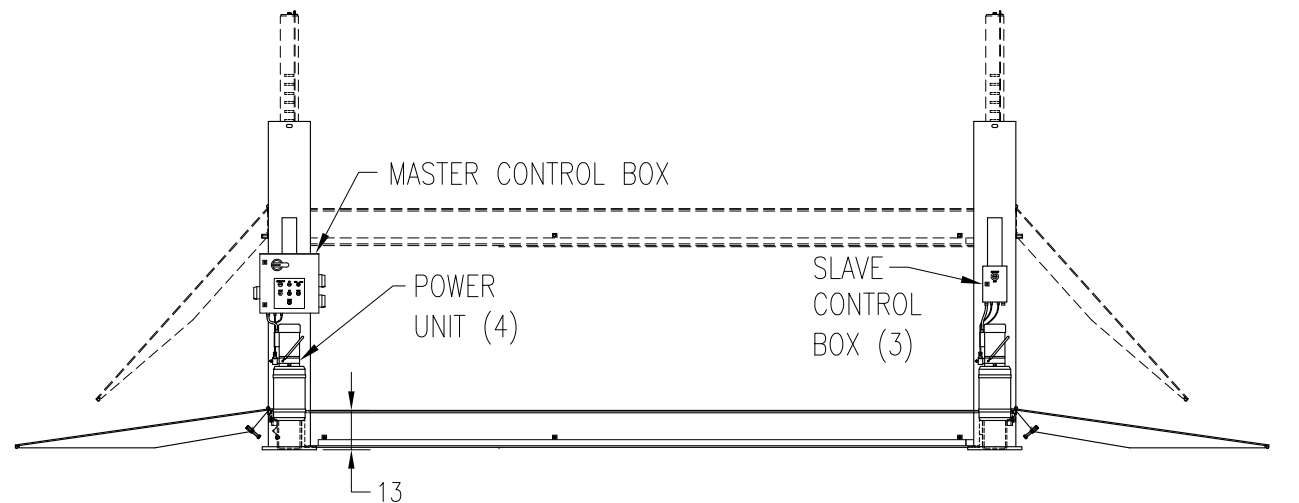 MASTER CONTROL BOX
POWER
UNIT (4)
SLAVE
CONTROL
BOX (3)
13